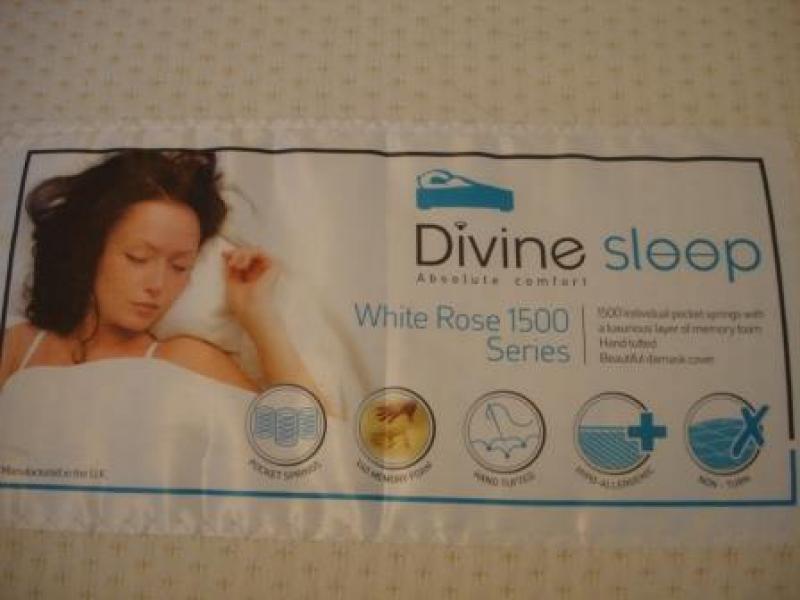 Divine sleep
Absolute comfort
White Rose 1500
Series
1500 individual pocket springs with
a luxurious layer of memory foam
Hand tufted
Beautiful damask cover
POCKET SPRINGS
MEMORY FOAM
HAND TUFTED
HYPO-ALLERGENIC
NON - TURN
Manufactured in the U.K.